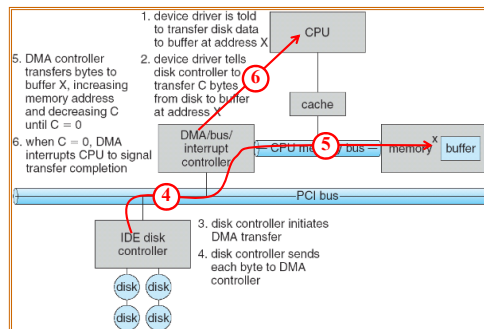 1. device driver is told
to transfer disk data
to buffer at address X
2. device driver tells
disk controller to
transfer C bytes
from disk to buffer
at address X
5. DMA controller
transfers bytes to
buffer X, increasing
memory address
and decreasing C
until C = 0
6. when C = 0, DMA
interrupts CPU to signal
transfer completion
CPU
6
cache
DMA/bus/
interrupt
controller
5
memory
x
buffer
bus
PCI bus
4
IDE disk
controller
3. disk controller initiates
DMA transfer
4. disk controller sends
each byte to DMA
controller
disk
disk
disk
disk